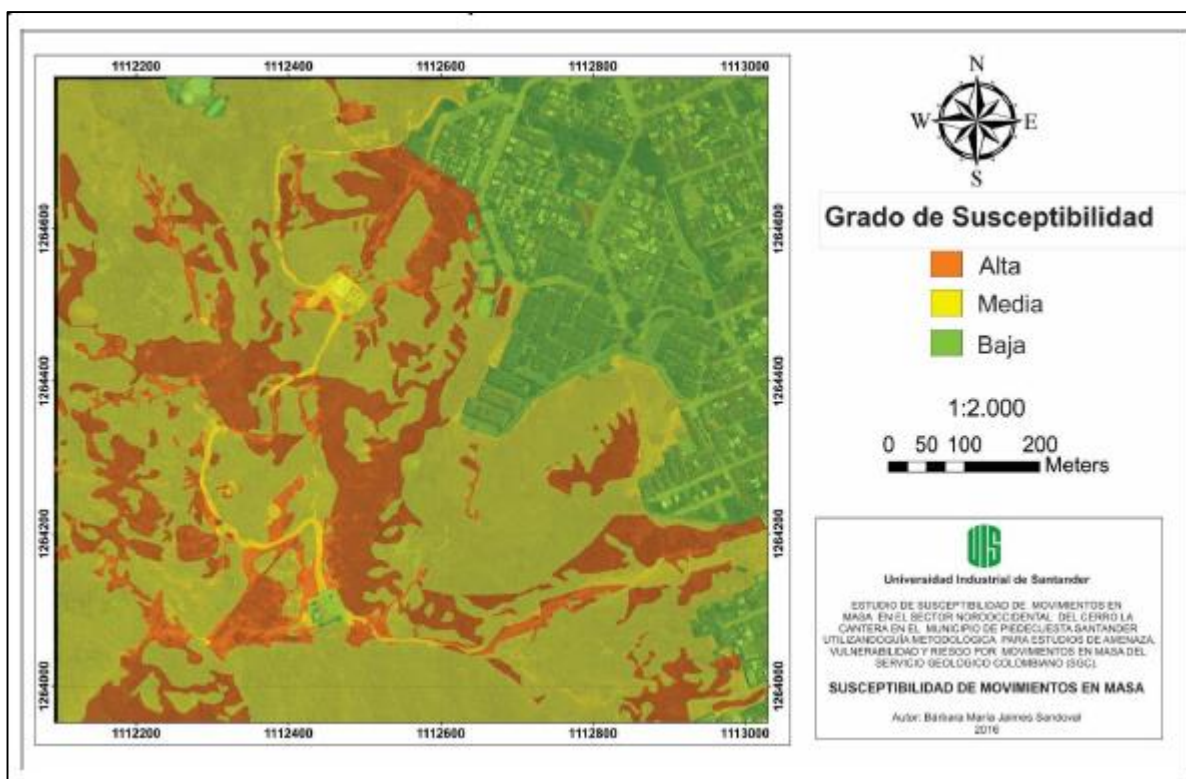 1112200 1112400 1112600 1112800 1113000
1264600
1264400
1264200
1264000
1264600
1264400
1264200
1264000
1112200 1112400 1112600 1112800 1113000
N
W E
S
Grado de Susceptibilidad
Alta
Media
Baja
1:2.000
0 50 100 200
Meters
UIS
Universidad Industrial de Santander
ESTUDIO DE SUSCEPTIBILIDAD DE MOVIMIENTOS EN
MASA EN EL SECTOR NOROCCIDENTAL DEL CERRO LA
CANTERA EN EL MUNICIPIO DE PIEDECUESTA SANTANDER
UTILIZANDOGUÍA METODOLÓGICA PARA ESTUDIOS DE AMENAZA,
VULNERABILIDAD Y RIESGO POR MOVIMIENTOS EN MASA DEL
SERVICIO GEOLÓGICO COLOMBIANO (SGC)
SUSCEPTIBILIDAD DE MOVIMIENTOS EN MASA
Autor: Bárbara María Jaimes Sandoval
2016